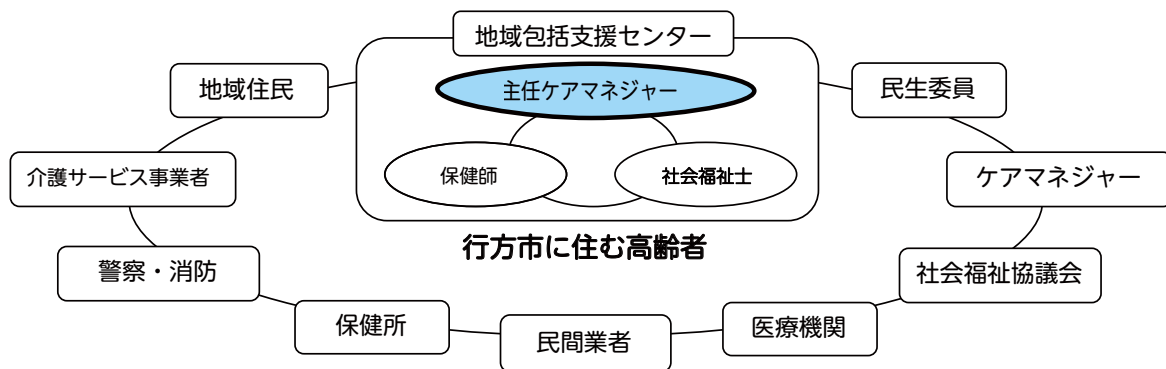 地域包括支援センター
主任ケアマネジャー
保健師
社会福祉士
地域住民
民生委員
介護サービス事業者
ケアマネジャー
行方市に住む高齢者
警察・消防
社会福祉協議会
保健所
民間業者
医療機関